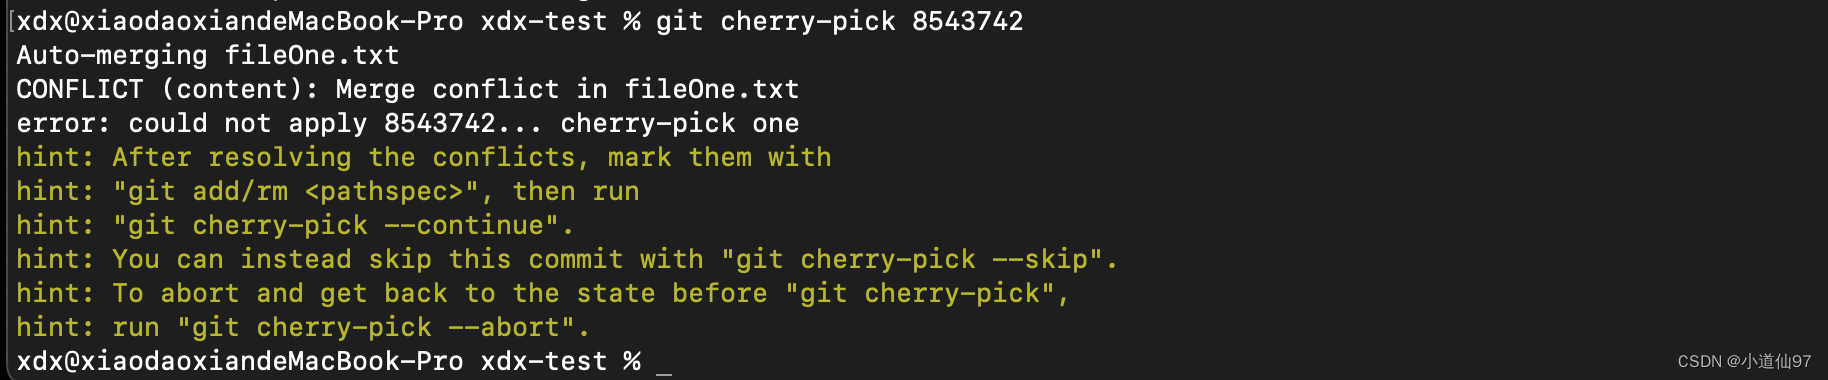 [xdx@xiaodaoxiandeMacBook-Pro xdx-test % git cherry-pick 8543742
Auto-merging fileOne.txt
CONFLICT (content): Merge conflict in fileOne.txt
error: could not apply 8543742... cherry-pick one
hint: After resolving the conflicts, mark them with
hint: "git add/rm <pathspec>", then run
hint: "git cherry-pick --continue".
hint: You can instead skip this commit with "git cherry-pick --skip".
hint: To abort and get back to the state before "git cherry-pick",
hint: run "git cherry-pick --abort".
xdx@xiaodaoxiandeMacBook-Pro xdx-test % _
CSDN @小道仙97